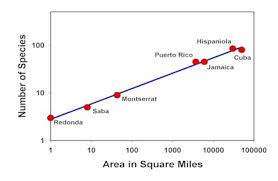 Hispaniola
Puerto Rico
Cuba
Jamaica
Montserrat
Saba
Redonda
Number of Species
100
10
1
1
10
100
1000
10000
100000
Area in Square Miles